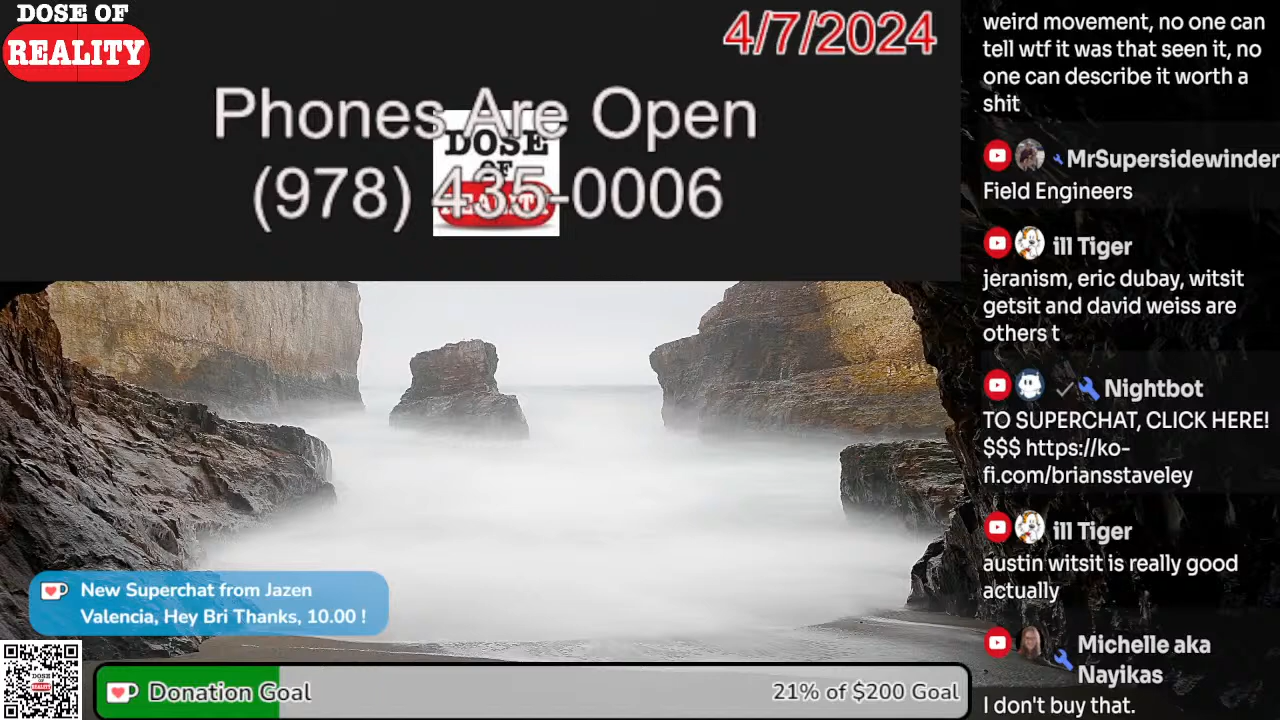 DOSE OF
REALITY
4/7/2024
Phones Are Open
DOSE
OF
REALITY
(978) 435-0006
New Superchat from Jazen
Valencia, Hey Bri Thanks, 10.00 !
Donation Goal
21% of $200 Goal
weird movement, no one can
tell wtf it was that seen it, no
one can describe it worth a
shit
MrSupersidewinder
Field Engineers
ill Tiger
jeranism, eric dubay, witsit
getsit and david weiss are
others t
Nightbot
TO SUPERCHAT, CLICK HERE!
$$$ https://ko-
fi.com/briansstaveley
ill Tiger
austin witsit is really good
actually
Michelle aka
Nayikas
I don't buy that.